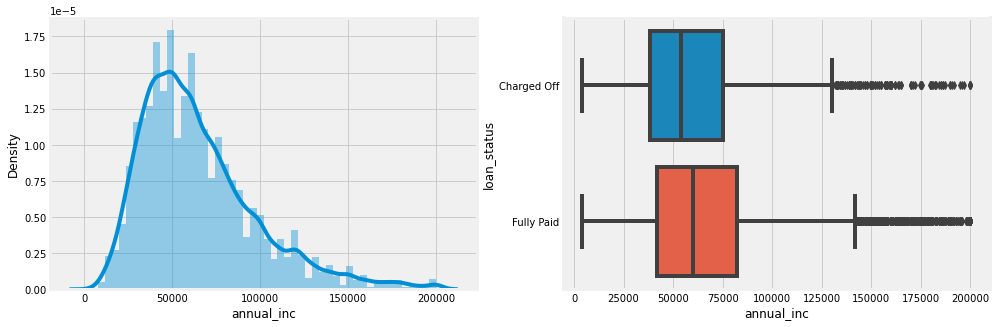 1e−5
1.75
1.50
1.25
1.00
0.75
0.50
0.25
0.00
Density
0 50000 100000 150000 200000
annual_inc
loan_status
Charged Off
Fully Paid
0 25000 50000 75000 100000 125000 150000 175000 200000
annual_inc